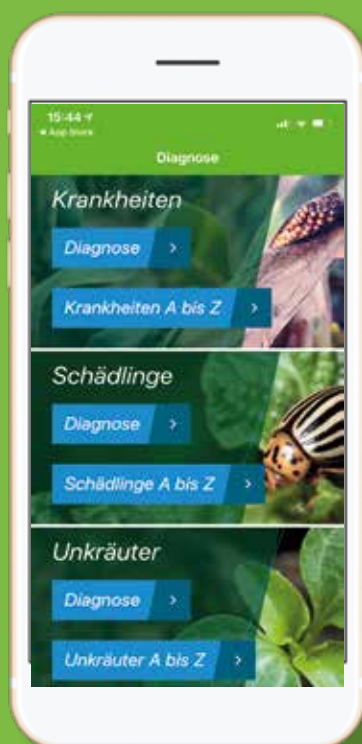 15:44
App Store
Diagnose
Krankheiten
Diagnose
Krankheiten A bis Z
Schädlinge
Diagnose
Schädlinge A bis Z
Unkräuter
Diagnose
Unkräuter A bis Z